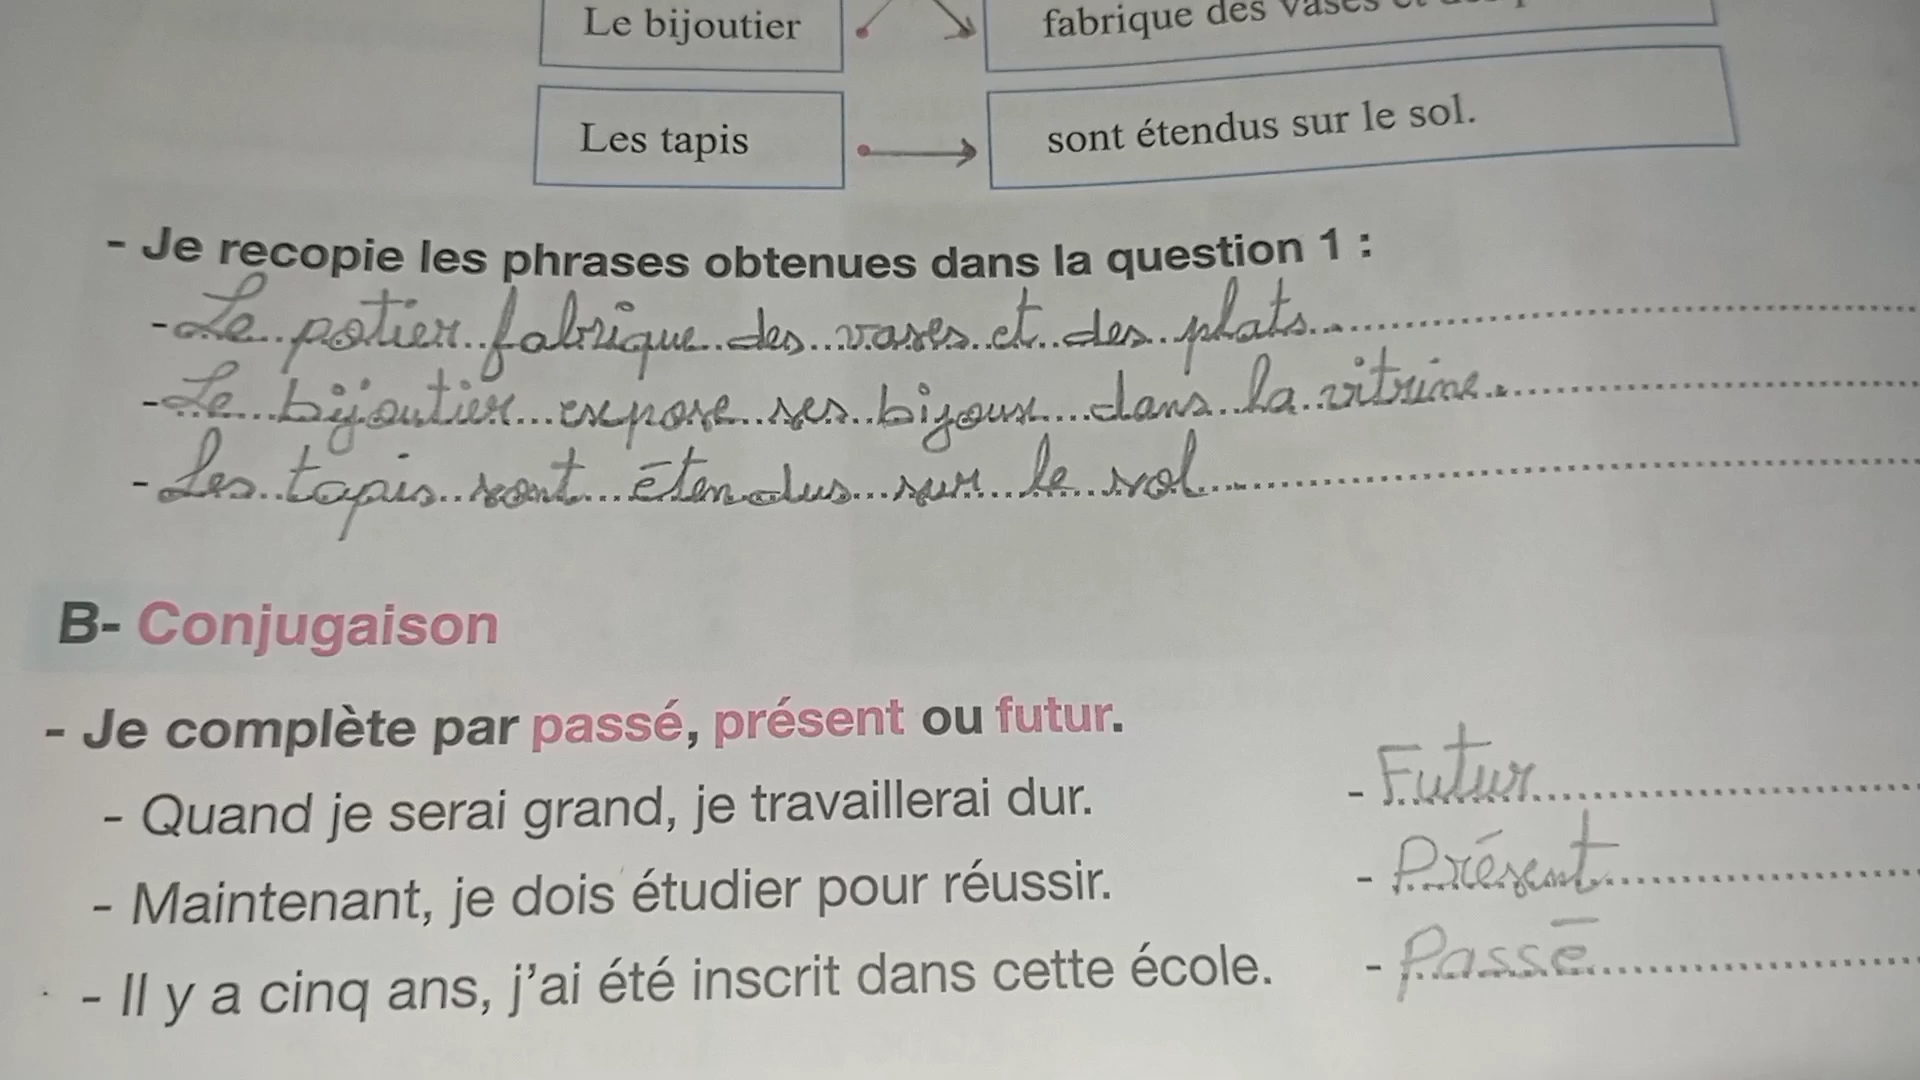 Le bijoutier
fabrique des vases et des
Les tapis
sont étendus sur le sol.
- Je recopie les phrases obtenues dans la question 1 :
- Le potier fabrique des vases et des plats.
- Le bijoutier expose ses bijoux dans la vitrine.
- Les tapis sont étendus sur le sol.
B- Conjugaison
- Je complète par passé, présent ou futur.
- Quand je serai grand, je travaillerai dur. - Futur
- Maintenant, je dois étudier pour réussir. - Présent
- Il y a cinq ans, j'ai été inscrit dans cette école. - Passé